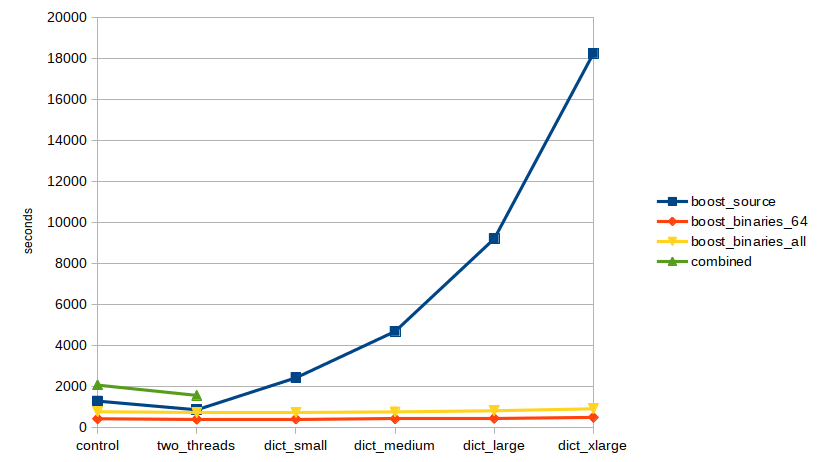 20000
18000
16000
14000
12000
10000
8000
6000
4000
2000
0
seconds
control two_threads dict_small dict_medium dict_large dict_xlarge
boost_source
boost_binaries_64
boost_binaries_all
combined